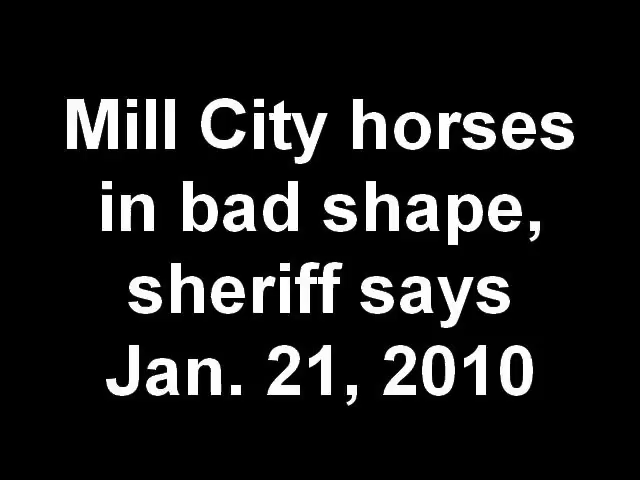 Mill City horses
in bad shape,
sheriff says
Jan. 21, 2010